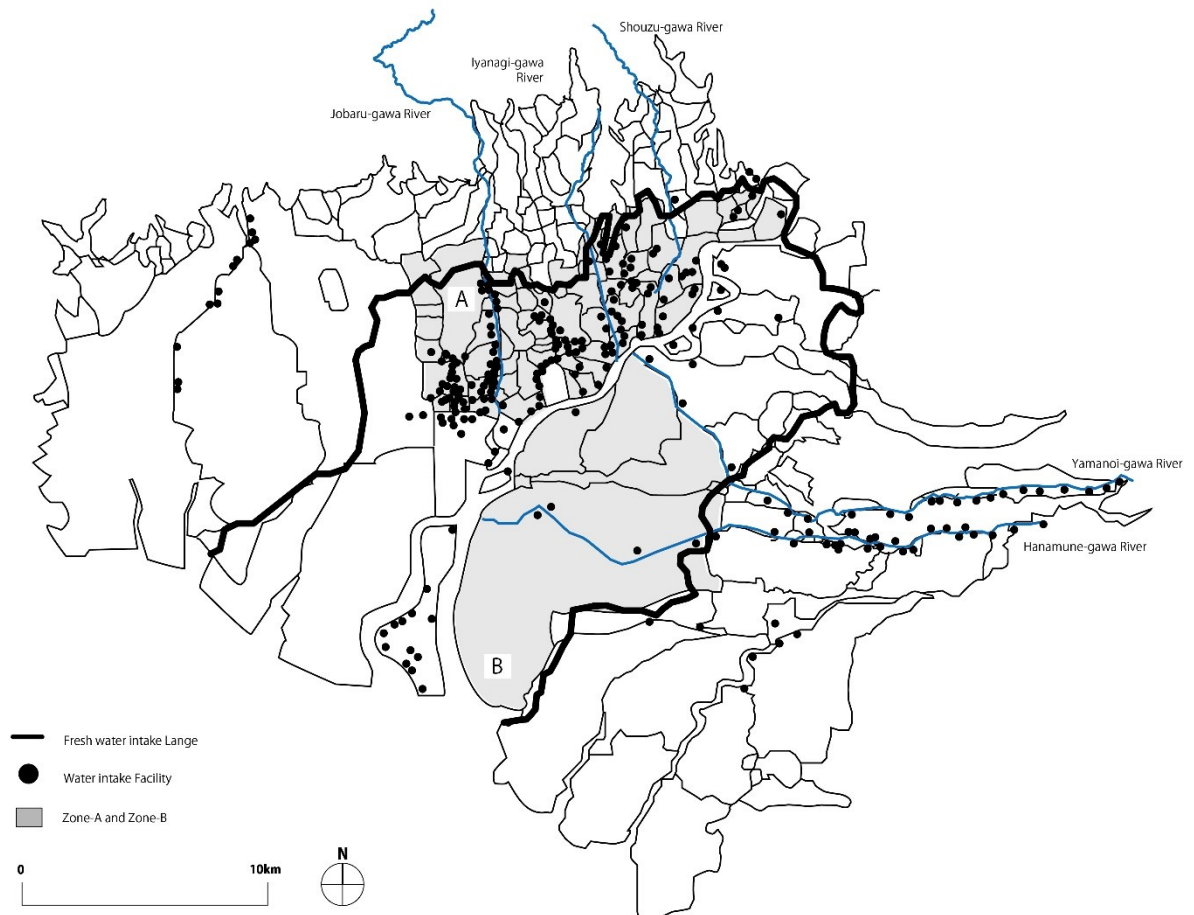 Shouzu-gawa River
Iyanagi-gawa
River
Jobaru-gawa River
A
Yamanoi-gawa River
Hanamune-gawa River
B
Fresh water intake Lange
Water intake Facility
Zone-A and Zone-B
N
0
10km